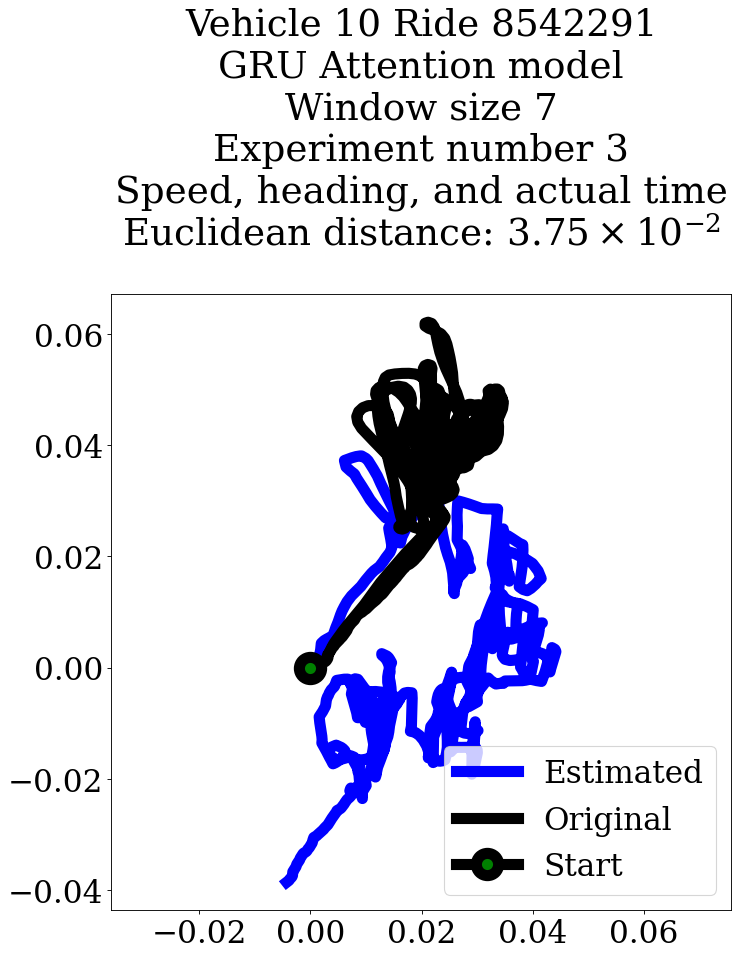 Vehicle 10 Ride 8542291
GRU Attention model
Window size 7
Experiment number 3
Speed, heading, and actual time
Euclidean distance: 3.75 × 10⁻²
0.06
0.04
0.02
0.00
−0.02
−0.04
Estimated
Original
Start
−0.02 0.00 0.02 0.04 0.06